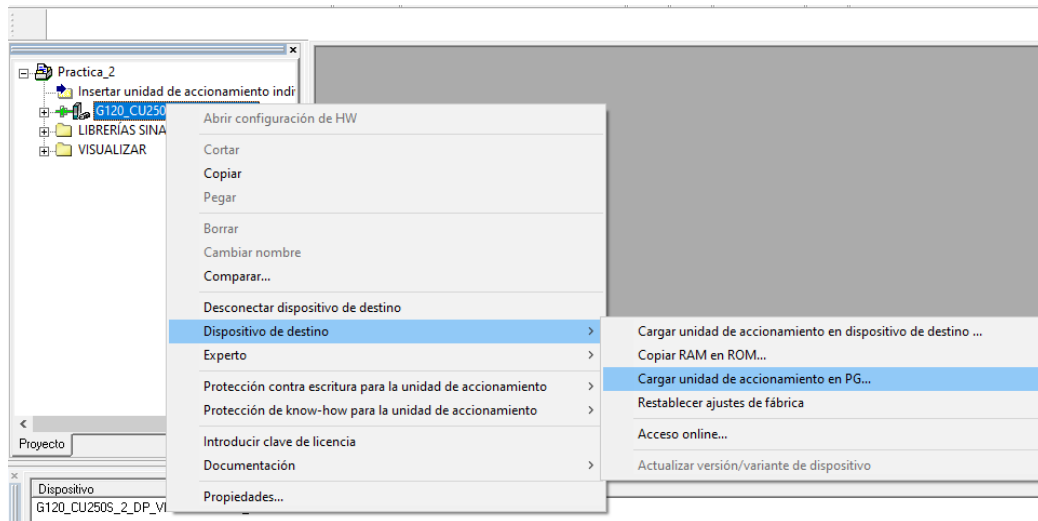 Practica_2
Insertar unidad de accionamiento indi
G120_CU250
LIBRERÍAS SINA
VISUALIZAR
Abrir configuración de HW
Cortar
Copiar
Pegar
Borrar
Cambiar nombre
Comparar...
Desconectar dispositivo de destino
Dispositivo de destino
Experto
Protección contra escritura para la unidad de accionamiento
Protección de know-how para la unidad de accionamiento
Introducir clave de licencia
Documentación
Propiedades...
Cargar unidad de accionamiento en dispositivo de destino ...
Copiar RAM en ROM...
Cargar unidad de accionamiento en PG...
Restablecer ajustes de fábrica
Acceso online...
Actualizar versión/variante de dispositivo
Proyecto
Dispositivo
G120_CU250S_2_DP_V